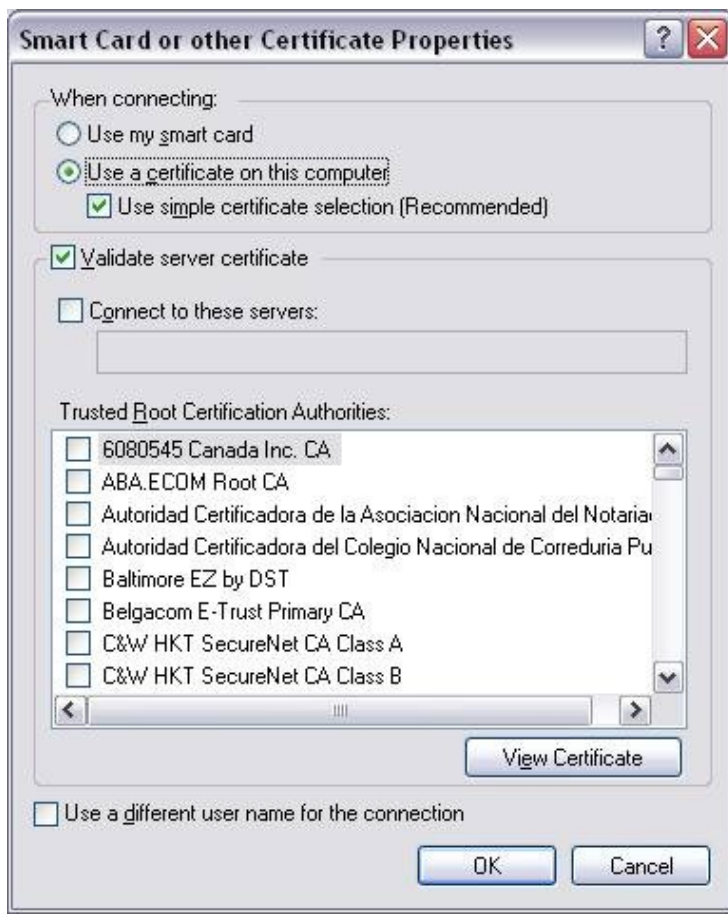 Smart Card or other Certificate Properties
When connecting:
Use my smart card
Use a certificate on this computer
Use simple certificate selection (Recommended)
Validate server certificate
Connect to these servers:
Trusted Root Certification Authorities:
6080545 Canada Inc. CA
ABA.ECOM Root CA
Autoridad Certificadora de la Asociacion Nacional del Notaria
Autoridad Certificadora del Colegio Nacional de Correduria Pu
Baltimore EZ by DST
Belgacom E-Trust Primary CA
C&W HKT SecureNet CA Class A
C&W HKT SecureNet CA Class B
View Certificate
Use a different user name for the connection
OK Cancel